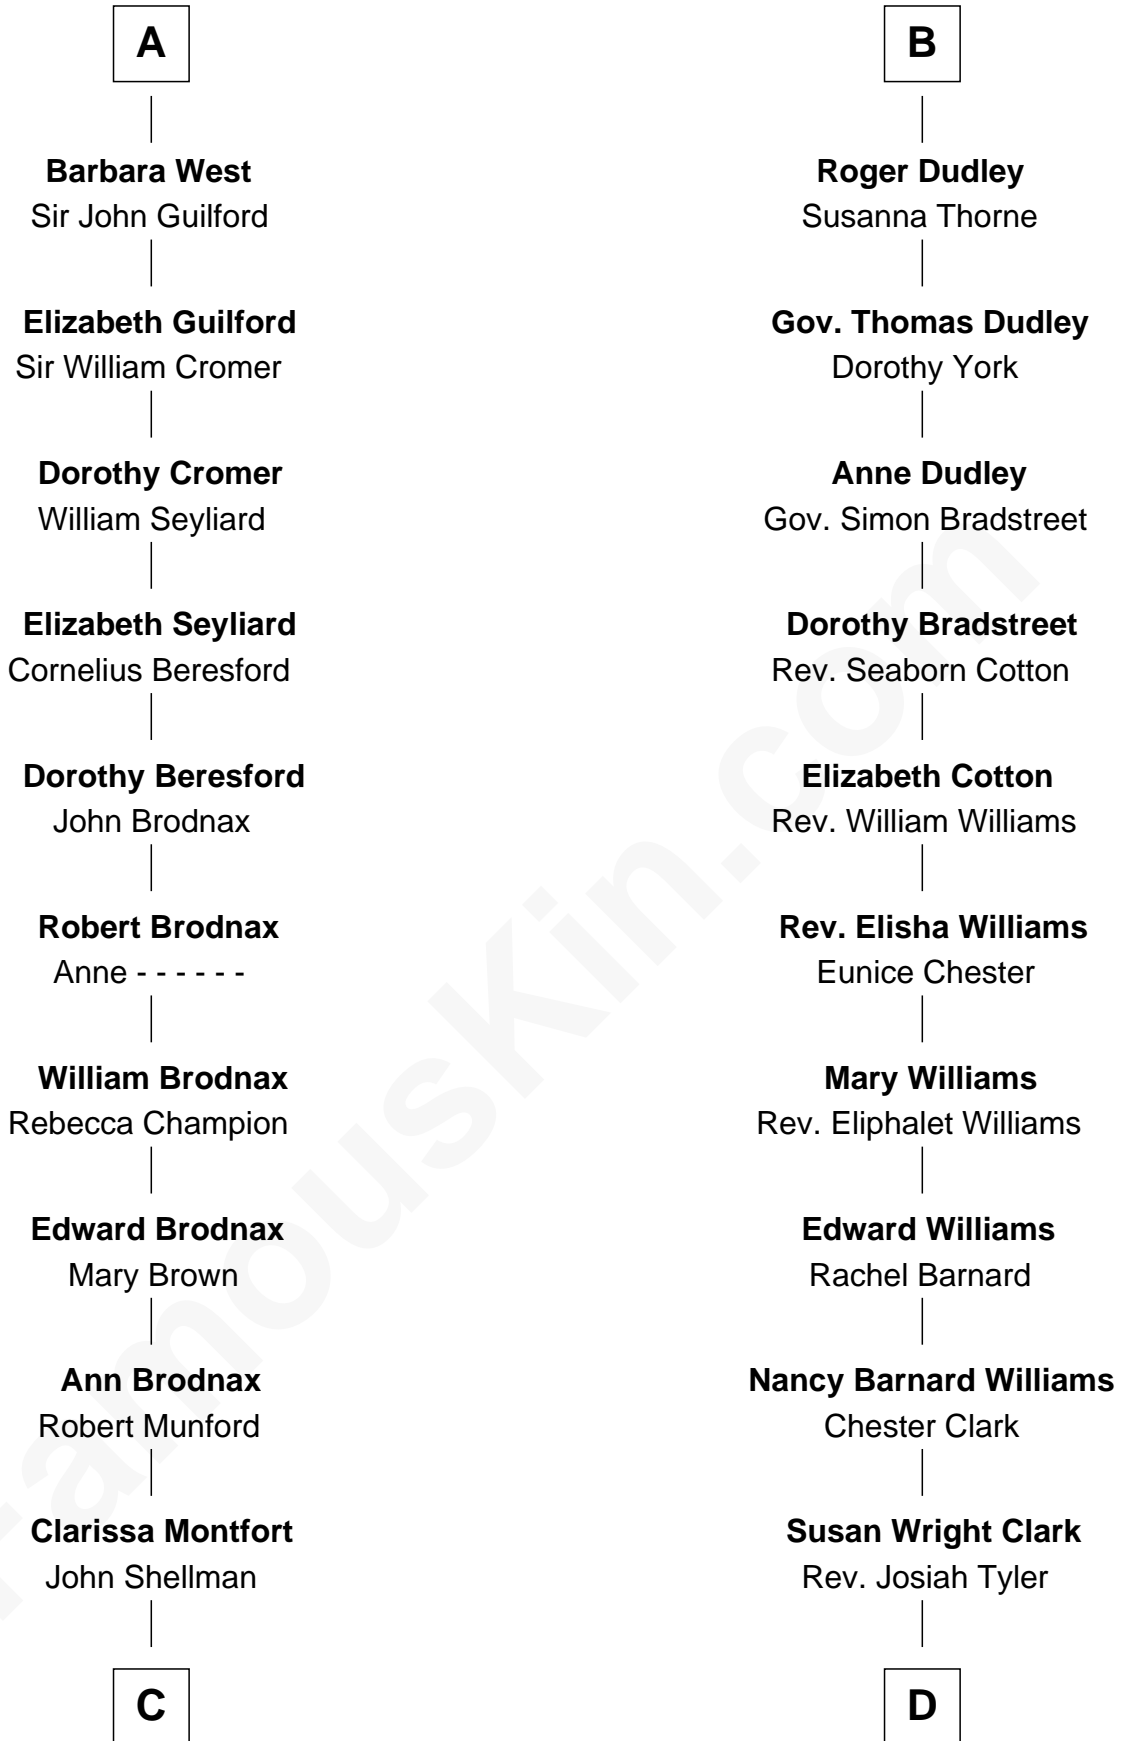 A
Barbara West
Sir John Guilford
Elizabeth Guilford
Sir William Cromer
Dorothy Cromer
William Seyliard
Elizabeth Seyliard
Cornelius Beresford
Dorothy Beresford
John Brodnax
Robert Brodnax
Anne - - - - - -
William Brodnax
Rebecca Champion
Edward Brodnax
Mary Brown
Ann Brodnax
Robert Munford
Clarissa Montfort
John Shellman
C
B
Roger Dudley
Susanna Thorne
Gov. Thomas Dudley
Dorothy York
Anne Dudley
Gov. Simon Bradstreet
Dorothy Bradstreet
Rev. Seaborn Cotton
Elizabeth Cotton
Rev. William Williams
Rev. Elisha Williams
Eunice Chester
Mary Williams
Rev. Eliphalet Williams
Edward Williams
Rachel Barnard
Nancy Barnard Williams
Chester Clark
Susan Wright Clark
Rev. Josiah Tyler
D
FamousKin.com